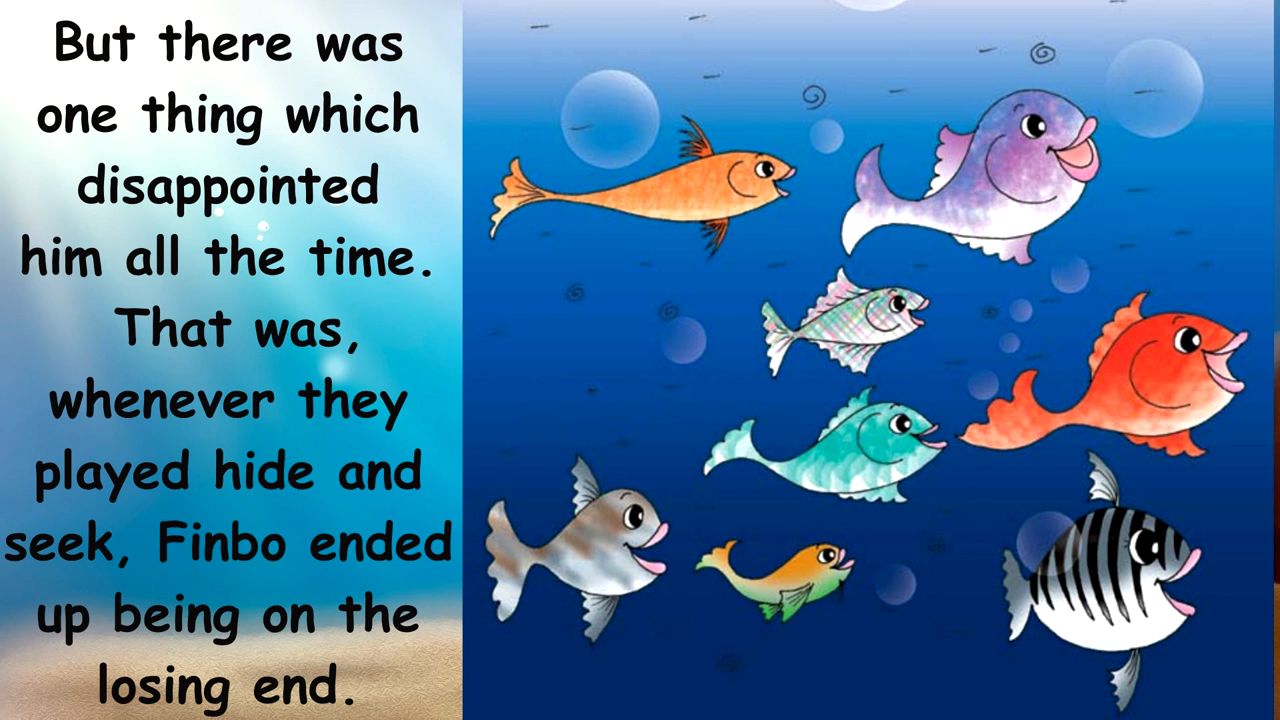 But there was
one thing which
disappointed
him all the time.
That was,
whenever they
played hide and
seek, Finbo ended
up being on the
losing end.